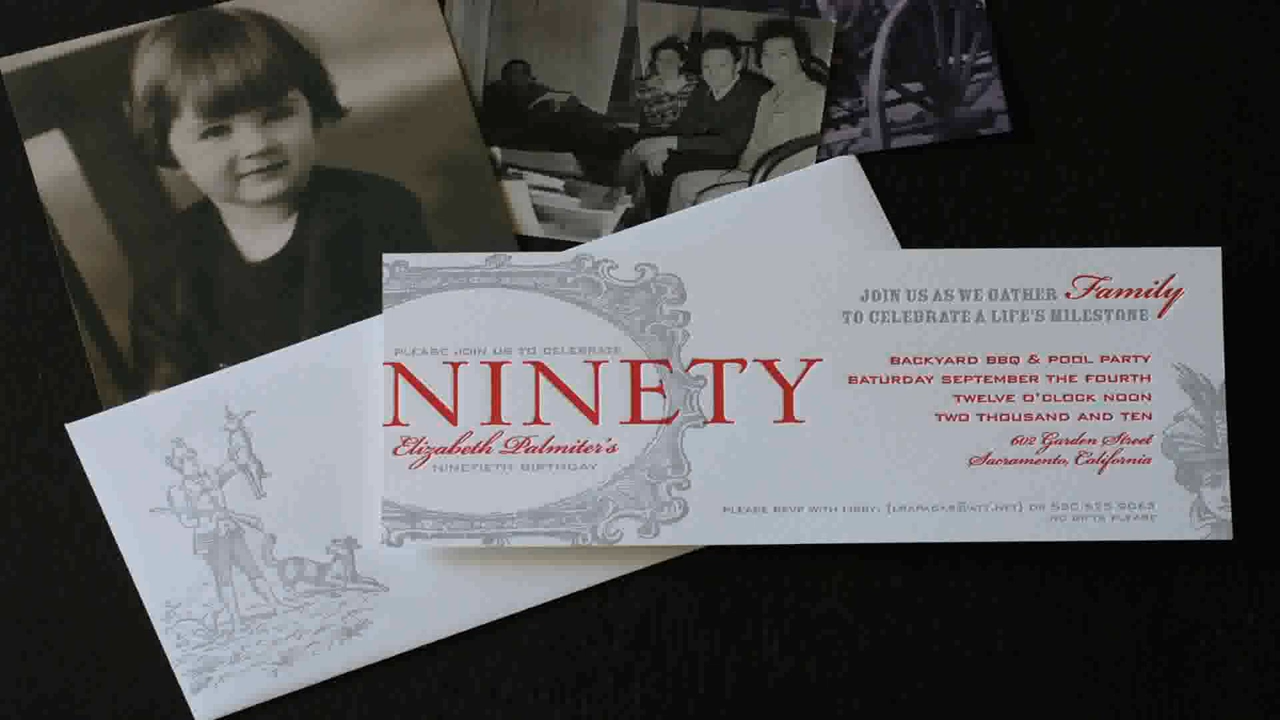 PLEASE JOIN US TO CELEBRATE
NINETY
Elizabeth Palmiter's
NINETIETH BIRTHDAY
JOIN US AS WE GATHER Family
TO CELEBRATE A LIFE'S MILESTONE
BACKYARD BBQ & POOL PARTY
SATURDAY SEPTEMBER THE FOURTH
TWELVE O'CLOCK NOON
TWO THOUSAND AND TEN
602 Garden Street
Sacramento, California
PLEASE RSVP WITH LIBBY: OR
NO GIFTS PLEASE